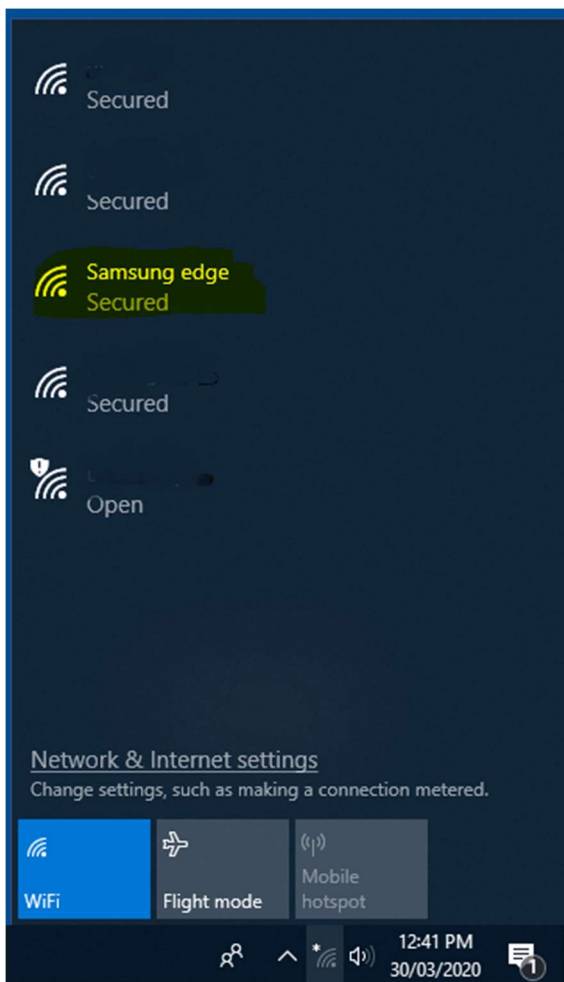 Secured
Secured
Samsung edge
Secured
Secured
Open
Network & Internet settings
Change settings, such as making a connection metered.
WiFi
Flight mode
Mobile
hotspot
12:41 PM
30/03/2020
1